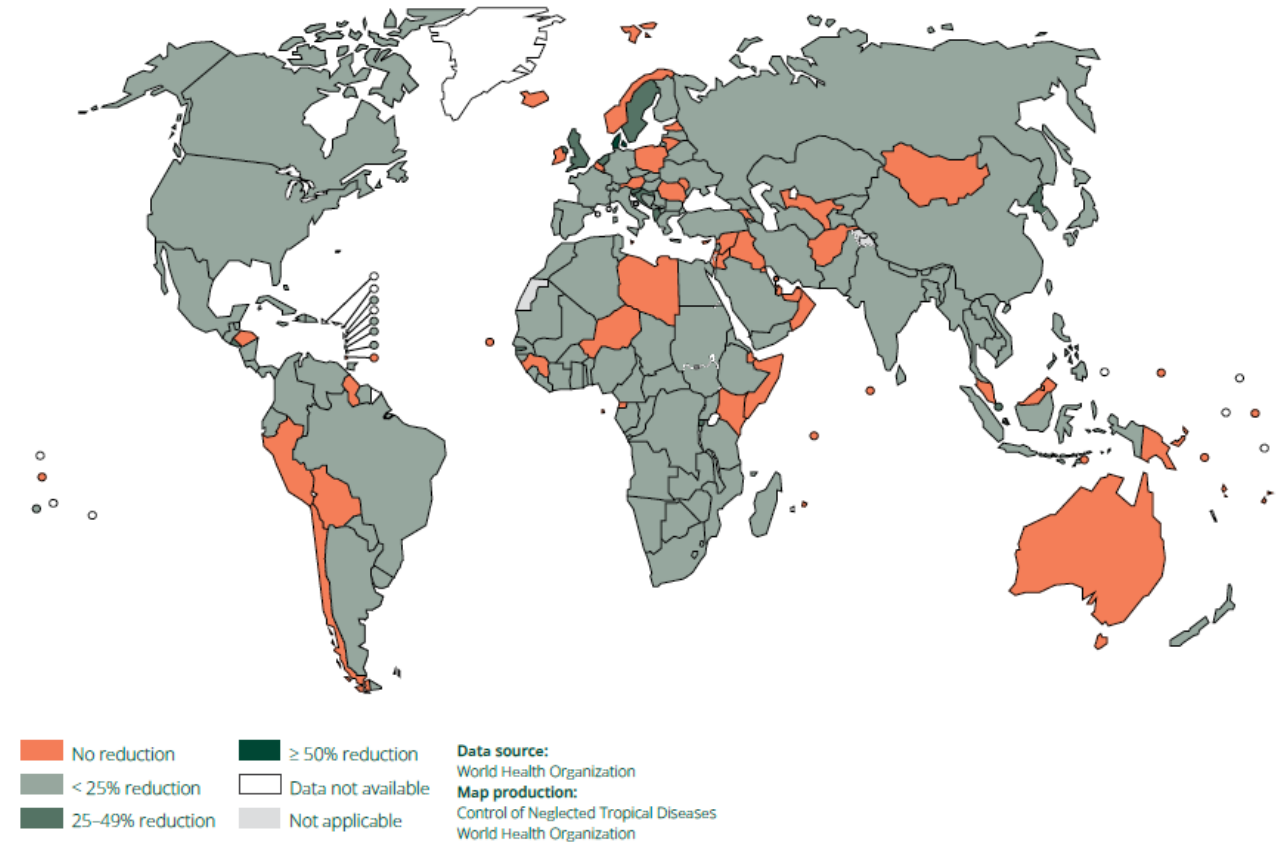 No reduction
< 25% reduction
25–49% reduction
≥ 50% reduction
Data not available
Not applicable
Data source:
World Health Organization
Map production:
Control of Neglected Tropical Diseases
World Health Organization